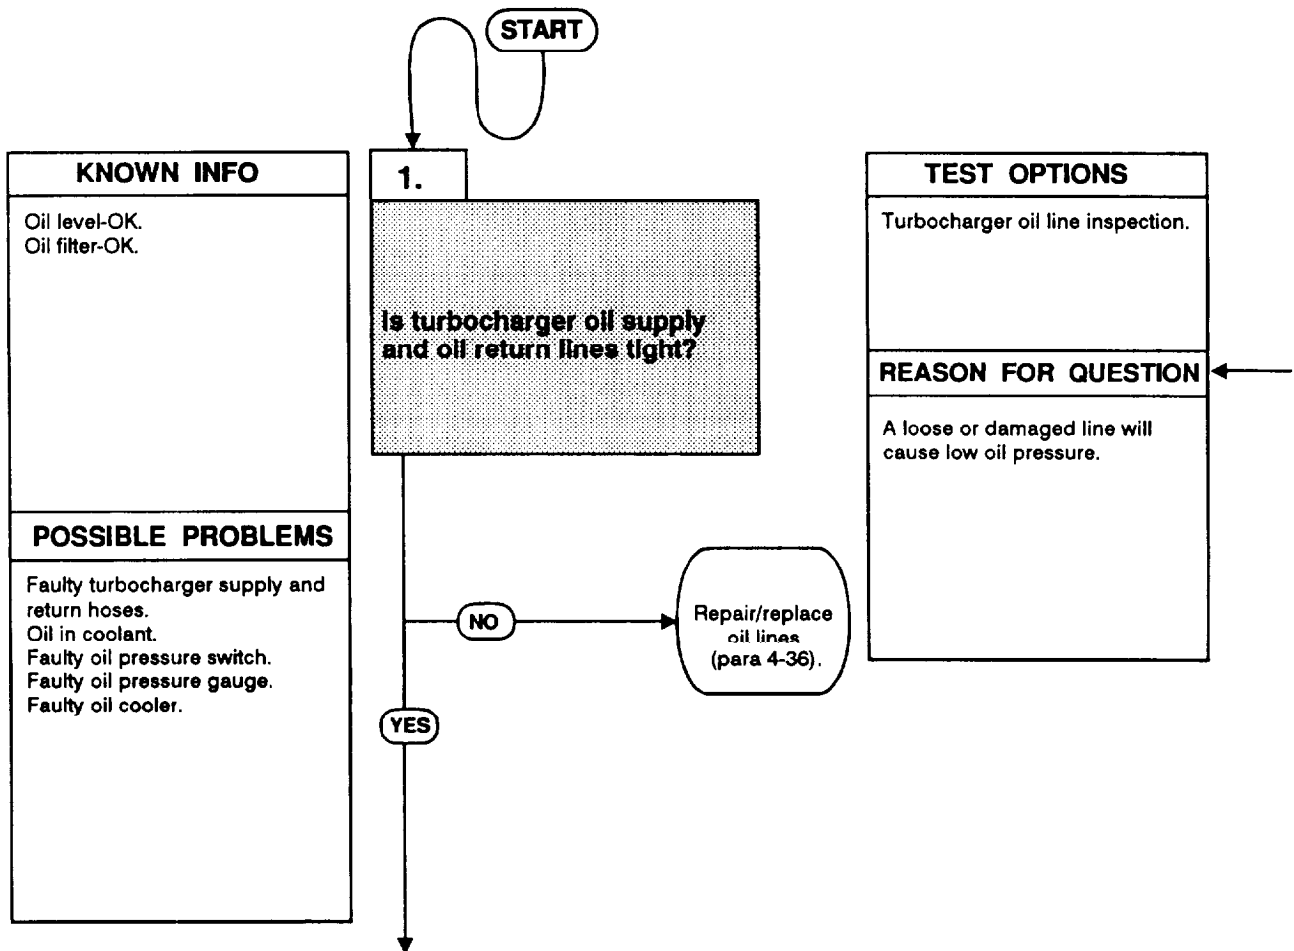 START
KNOWN INFO
Oil level-OK.
Oil filter-OK.
POSSIBLE PROBLEMS
Faulty turbocharger supply and
return hoses.
Oil in coolant.
Faulty oil pressure switch.
Faulty oil pressure gauge.
Faulty oil cooler.
1.
Is turbocharger oil supply
and oil return lines tight?
NO
Repair/replace
oil lines
(para 4-36).
YES
TEST OPTIONS
Turbocharger oil line inspection.
REASON FOR QUESTION
A loose or damaged line will
cause low oil pressure.